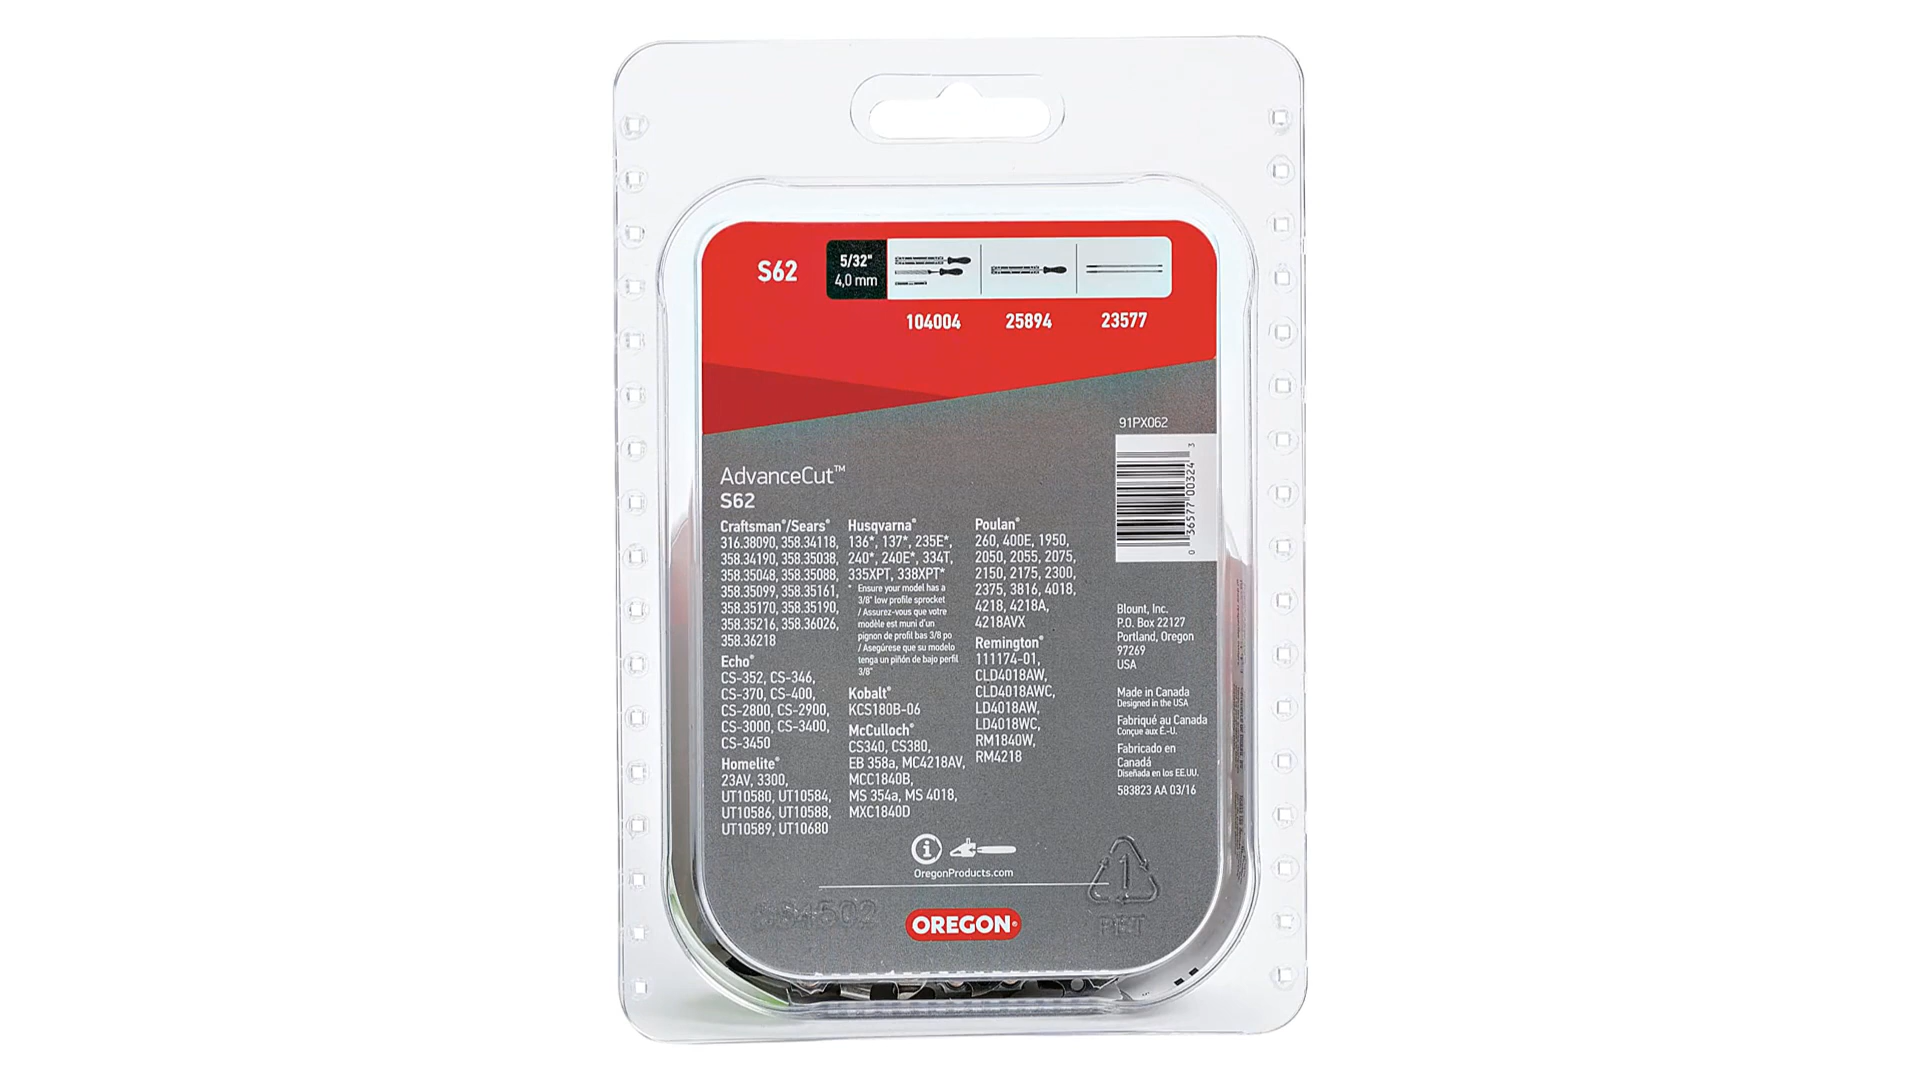 S62
5/32"
4,0 mm
104004
25894
23577
91PX062
0 36577 00324 3
AdvanceCut™
S62
Craftsman®/Sears®
316.38090, 358.34118,
358.34190, 358.35038,
358.35048, 358.35088,
358.35099, 358.35161,
358.35170, 358.35190,
358.35216, 358.36026,
358.36218
Echo®
CS-352, CS-346,
CS-370, CS-400,
CS-2800, CS-2900,
CS-3000, CS-3400,
CS-3450
Homelite®
23AV, 3300,
UT10580, UT10584,
UT10586, UT10588,
UT10589, UT10680
Husqvarna®
136*, 137*, 235E*,
240*, 240E*, 334T,
335XPT, 338XPT*
* Ensure your model has a
3/8" low profile sprocket
/ Assurez-vous que votre
modèle est muni d'un
pignon de profil bas 3/8 po
/ Asegúrese que su modelo
tenga un piñón de bajo perfil
3/8"
Kobalt®
KCS180B-06
McCulloch®
CS340, CS380,
EB 358a, MC4218AV,
MCC1840B,
MS 354a, MS 4018,
MXC1840D
Poulan®
260, 400E, 1950,
2050, 2055, 2075,
2150, 2175, 2300,
2375, 3816, 4018,
4218, 4218A,
4218AVX
Remington®
111174-01,
CLD4018AW,
CLD4018AWC,
LD4018AW,
LD4018WC,
RM1840W,
RM4218
Blount, Inc.
P.O. Box 22127
Portland, Oregon
97269
USA
Made in Canada
Designed in the USA
Fabriqué au Canada
Conçue aux É.-U.
Fabricado en
Canadá
Diseñada en los EE.UU.
583823 AA 03/16
OregonProducts.com
1
PET
OREGON®